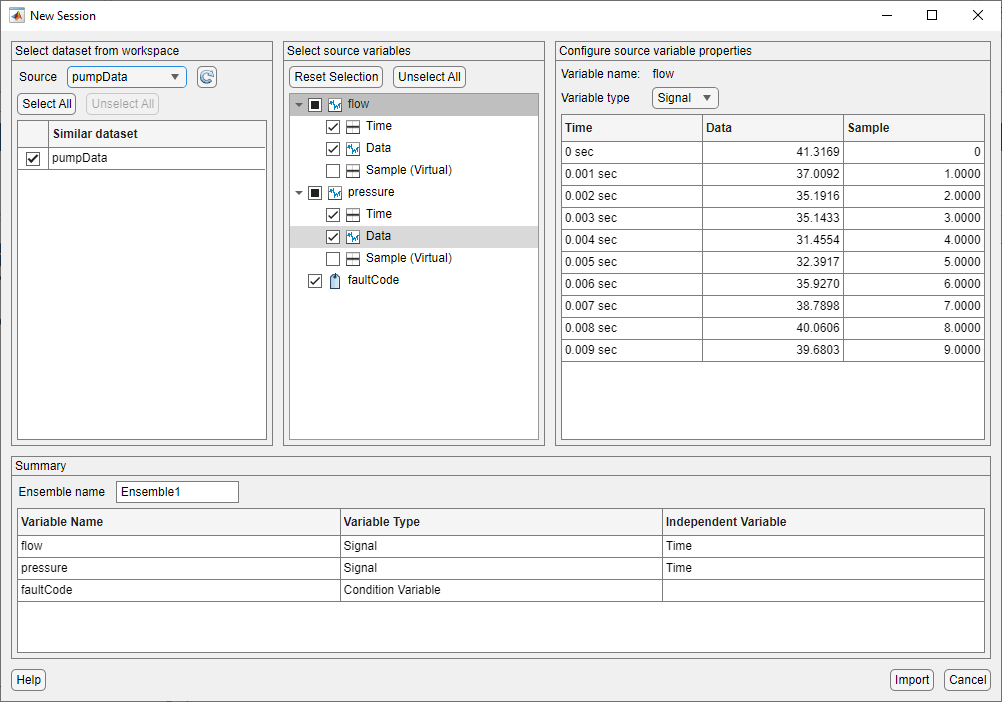 New Session
Select dataset from workspace
Source pumpData
Select All Unselect All
Similar dataset
pumpData
Select source variables
Reset Selection Unselect All
flow
Time
Data
Sample (Virtual)
pressure
Time
Data
Sample (Virtual)
faultCode
Configure source variable properties
Variable name: flow
Variable type Signal
Time Data Sample
0 sec 41.3169 0
0.001 sec 37.0092 1.0000
0.002 sec 35.1916 2.0000
0.003 sec 35.1433 3.0000
0.004 sec 31.4554 4.0000
0.005 sec 32.3917 5.0000
0.006 sec 35.9270 6.0000
0.007 sec 38.7898 7.0000
0.008 sec 40.0606 8.0000
0.009 sec 39.6803 9.0000
Summary
Ensemble name Ensemble1
Variable Name Variable Type Independent Variable
flow Signal Time
pressure Signal Time
faultCode Condition Variable
Help Import Cancel